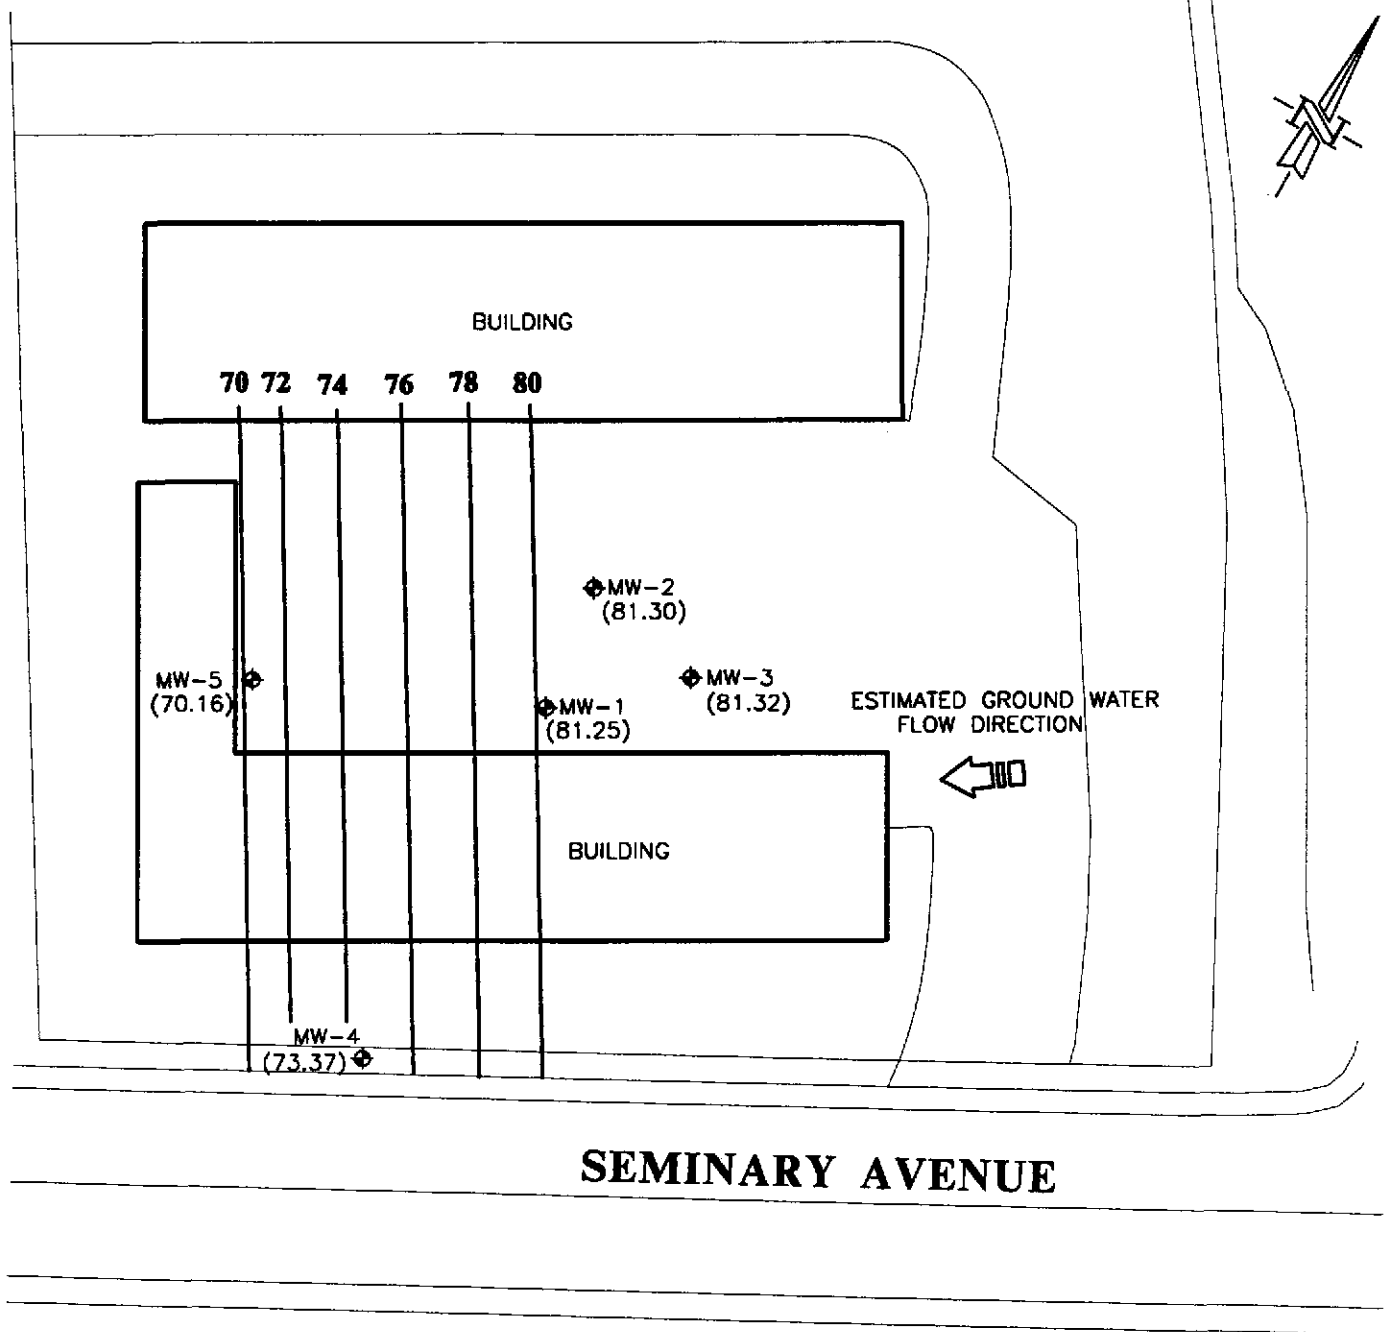 N
BUILDING
70 72 74 76 78 80
MW-2
(81.30)
MW-5
(70.16)
MW-3
(81.32)
MW-1
(81.25)
ESTIMATED GROUND WATER
FLOW DIRECTION
BUILDING
MW-4
(73.37)
SEMINARY AVENUE